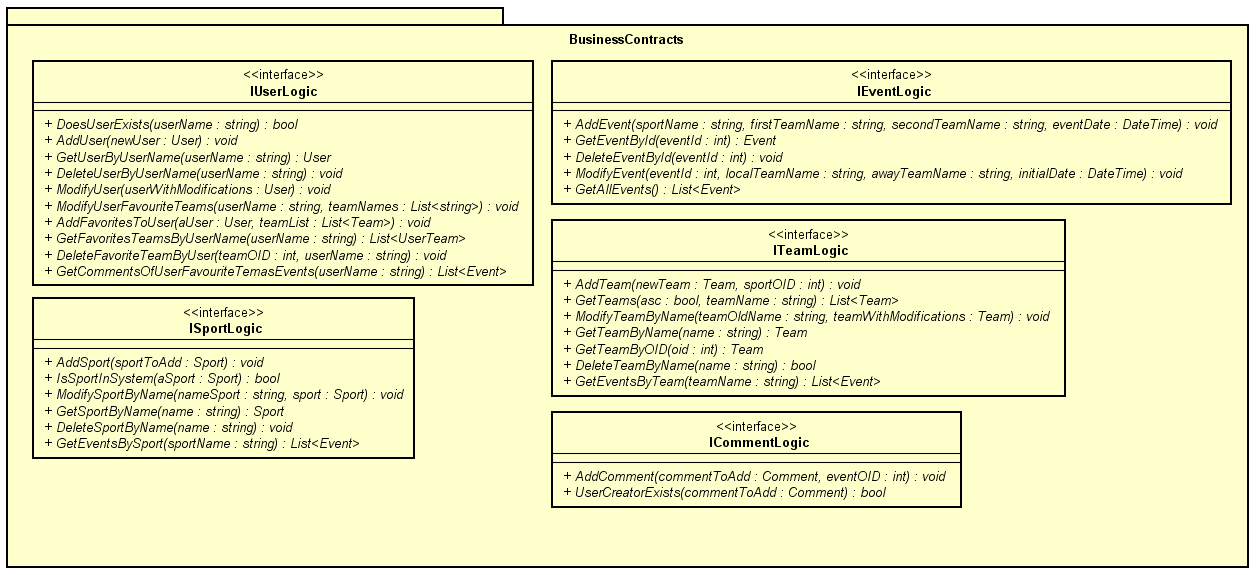 BusinessContracts
<<interface>>
IUserLogic
+ DoesUserExists(userName : string) : bool
+ AddUser(newUser : User) : void
+ GetUserByUserName(userName : string) : User
+ DeleteUserByUserName(userName : string) : void
+ ModifyUser(userWithModifications : User) : void
+ ModifyUserFavouriteTeams(userName : string, teamNames : List<string>) : void
+ AddFavoritesToUser(aUser : User, teamList : List<Team>) : void
+ GetFavoritesTeamsByUserName(userName : string) : List<UserTeam>
+ DeleteFavoriteTeamByUser(teamOID : int, userName : string) : void
+ GetCommentsOfUserFavouriteTemasEvents(userName : string) : List<Event>
<<interface>>
ISportLogic
+ AddSport(sportToAdd : Sport) : void
+ IsSportInSystem(aSport : Sport) : bool
+ ModifySportByName(nameSport : string, sport : Sport) : void
+ GetSportByName(name : string) : Sport
+ DeleteSportByName(name : string) : void
+ GetEventsBySport(sportName : string) : List<Event>
<<interface>>
IEventLogic
+ AddEvent(sportName : string, firstTeamName : string, secondTeamName : string, eventDate : DateTime) : void
+ GetEventById(eventId : int) : Event
+ DeleteEventById(eventId : int) : void
+ ModifyEvent(eventId : int, localTeamName : string, awayTeamName : string, initialDate : DateTime) : void
+ GetAllEvents() : List<Event>
<<interface>>
ITeamLogic
+ AddTeam(newTeam : Team, sportOID : int) : void
+ GetTeams(asc : bool, teamName : string) : List<Team>
+ ModifyTeamByName(teamOldName : string, teamWithModifications : Team) : void
+ GetTeamByName(name : string) : Team
+ GetTeamByOID(oid : int) : Team
+ DeleteTeamByName(name : string) : bool
+ GetEventsByTeam(teamName : string) : List<Event>
<<interface>>
ICommentLogic
+ AddComment(commentToAdd : Comment, eventOID : int) : void
+ UserCreatorExists(commentToAdd : Comment) : bool